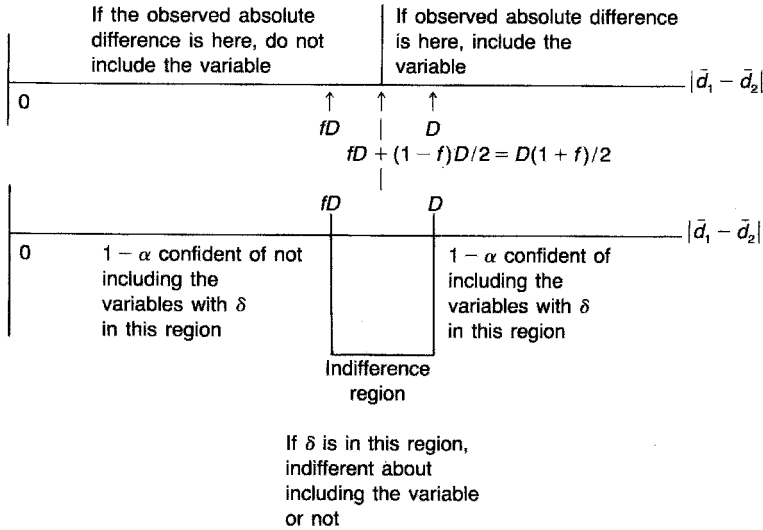 If the observed absolute
difference is here, do not
include the variable
If observed absolute difference
is here, include the
variable
|d̄₁ − d̄₂|
0
↑ ↑ ↑
fD
D
fD + (1 − f)D/2 = D(1 + f)/2
fD
D
|d̄₁ − d̄₂|
0
1 − α confident of not
including the
variables with δ
in this region
1 − α confident of
including the
variables with δ
in this region
Indifference
region
If δ is in this region,
indifferent about
including the variable
or not